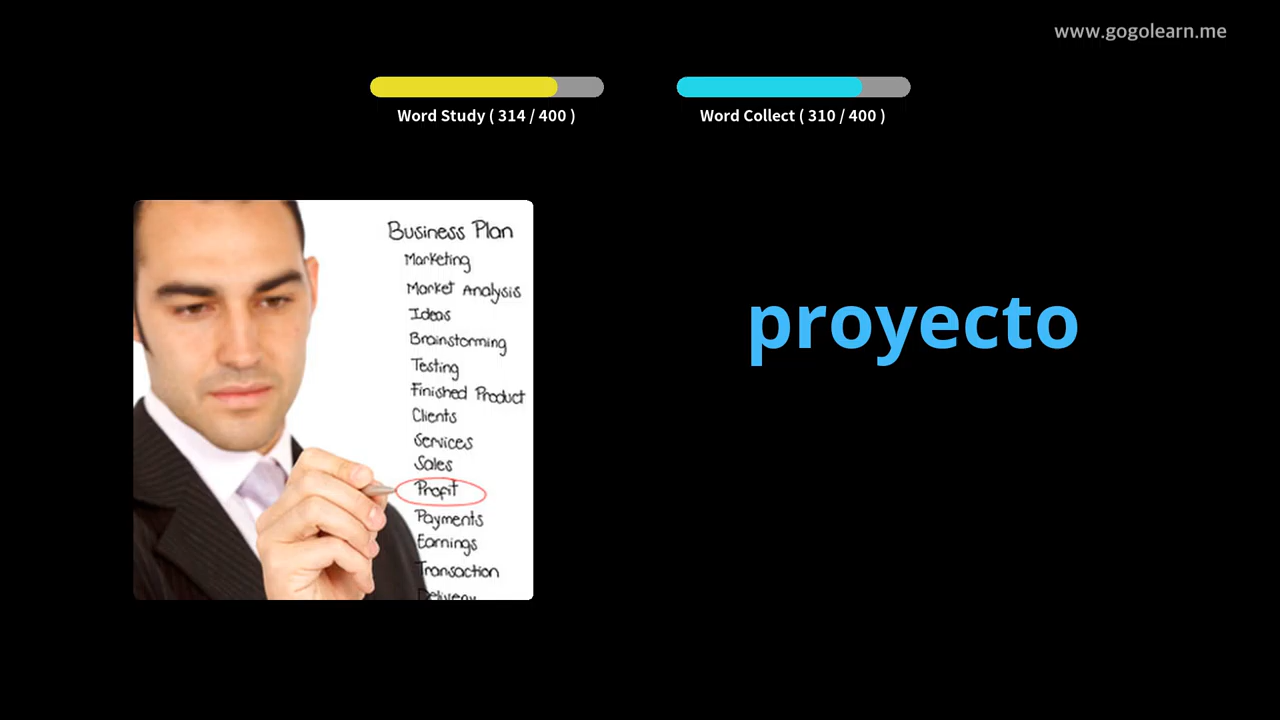 www.gogolearn.me
Word Study ( 314 / 400 )
Word Collect ( 310 / 400 )
Business Plan
Marketing
Market Analysis
Ideas
Brainstorming
Testing
Finished Product
Clients
Services
Sales
Profit
Payments
Earnings
Transaction
Delivery
proyecto